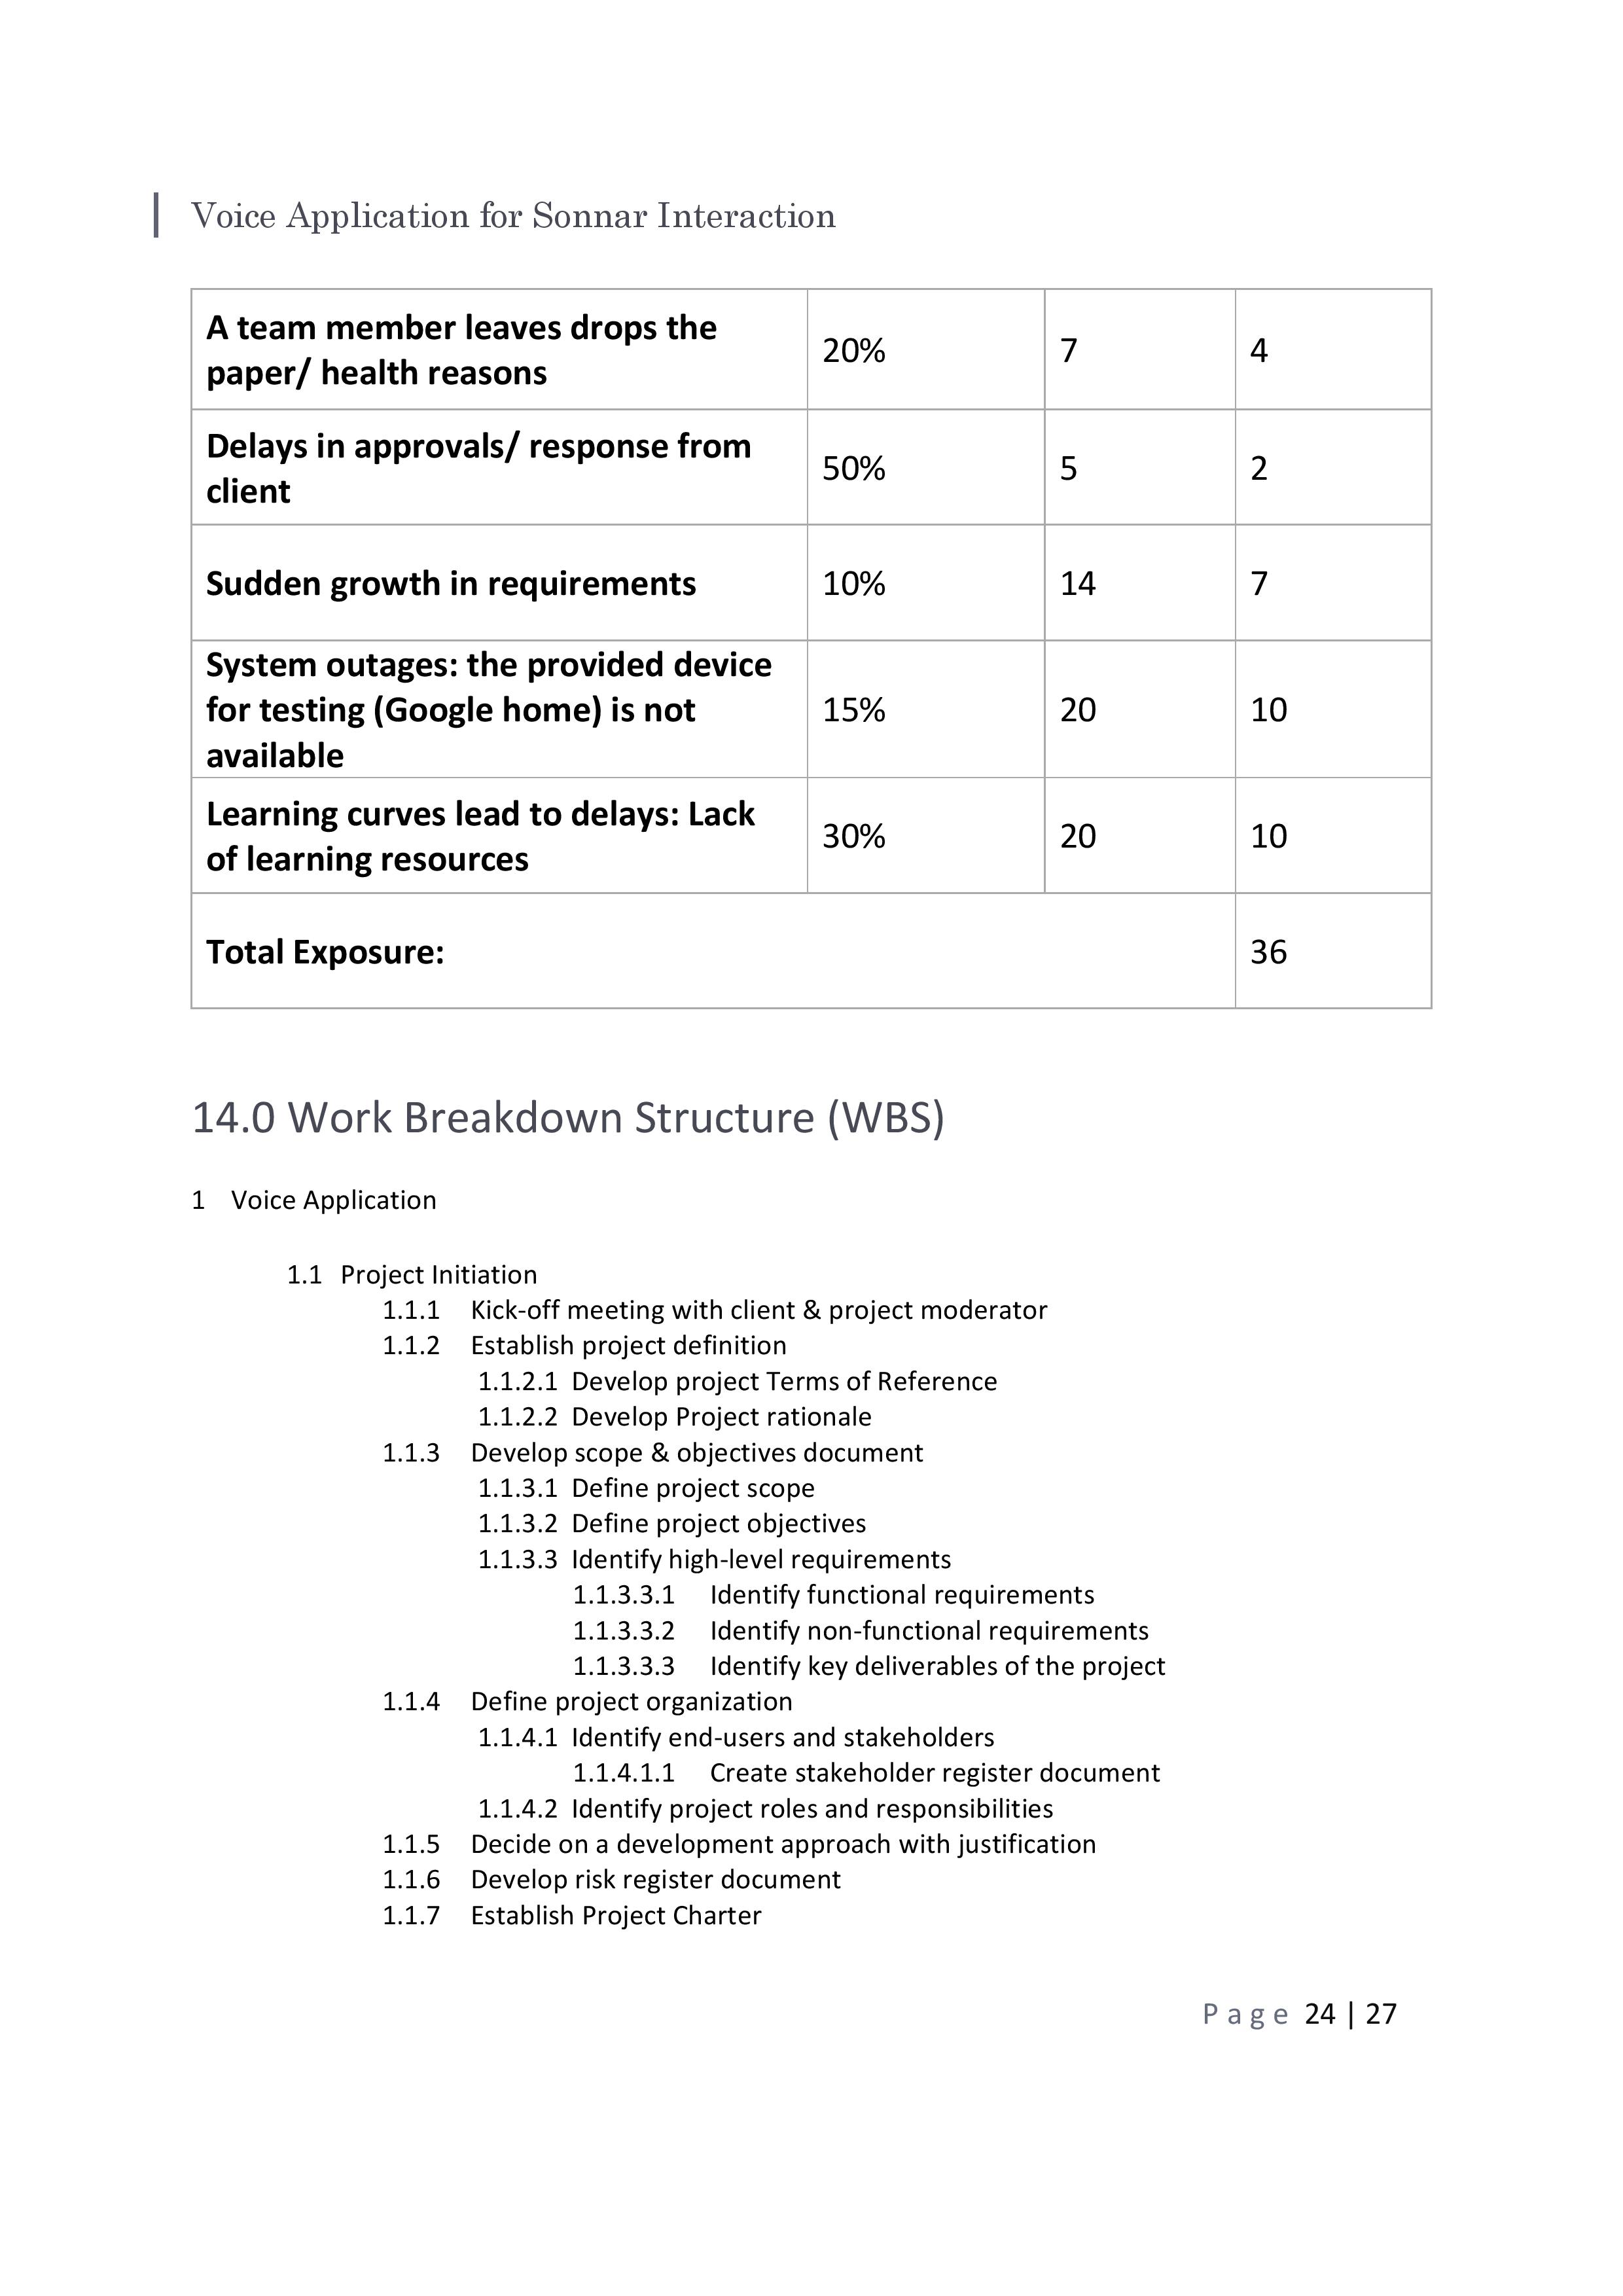 Voice Application for Sonnar Interaction
A team member leaves drops the
paper/ health reasons
20%
7
4
Delays in approvals/ response from
client
50%
5
2
Sudden growth in requirements
10%
14
7
System outages: the provided device
for testing (Google home) is not
available
15%
20
10
Learning curves lead to delays: Lack
of learning resources
30%
20
10
Total Exposure:
36
14.0 Work Breakdown Structure (WBS)
1 Voice Application
1.1 Project Initiation
1.1.1 Kick-off meeting with client & project moderator
1.1.2 Establish project definition
1.1.2.1 Develop project Terms of Reference
1.1.2.2 Develop Project rationale
1.1.3 Develop scope & objectives document
1.1.3.1 Define project scope
1.1.3.2 Define project objectives
1.1.3.3 Identify high-level requirements
1.1.3.3.1 Identify functional requirements
1.1.3.3.2 Identify non-functional requirements
1.1.3.3.3 Identify key deliverables of the project
1.1.4 Define project organization
1.1.4.1 Identify end-users and stakeholders
1.1.4.1.1 Create stakeholder register document
1.1.4.2 Identify project roles and responsibilities
1.1.5 Decide on a development approach with justification
1.1.6 Develop risk register document
1.1.7 Establish Project Charter
Page 24 | 27